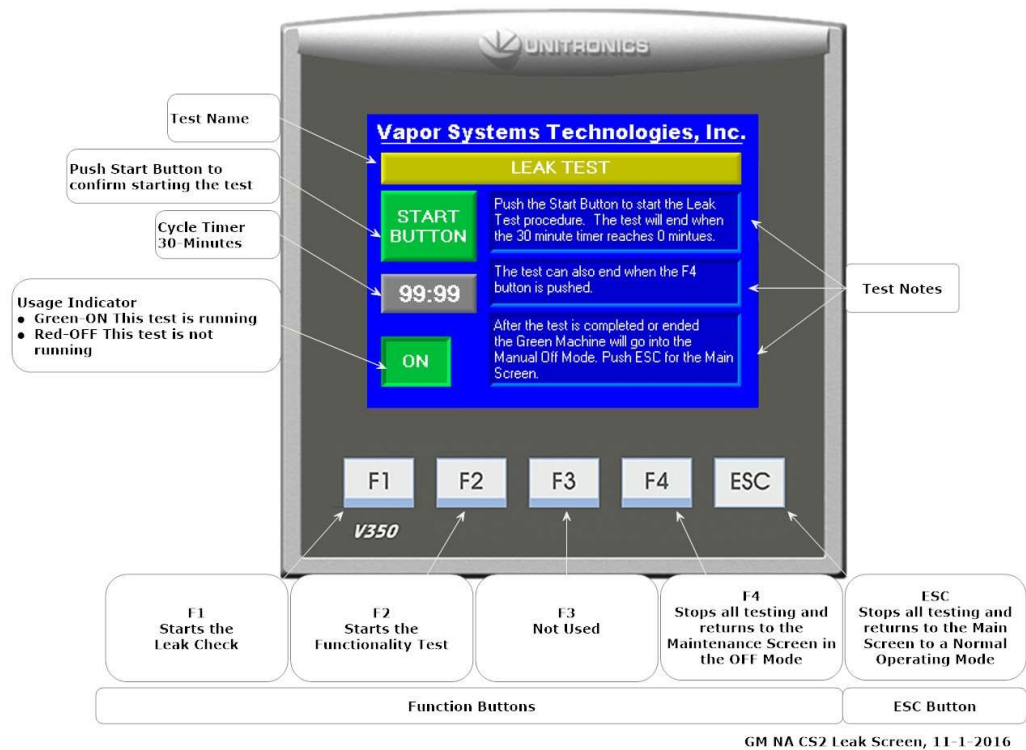 UNITRONICS
Test Name
Vapor Systems Technologies, Inc.
LEAK TEST
Push Start Button to
confirm starting the test
START
BUTTON
Push the Start Button to start the Leak
Test procedure. The test will end when
the 30 minute timer reaches 0 mintues.
Cycle Timer
30-Minutes
99:99
The test can also end when the F4
button is pushed.
Test Notes
Usage Indicator
● Green-ON This test is running
● Red-OFF This test is not
running
ON
After the test is completed or ended
the Green Machine will go into the
Manual Off Mode. Push ESC for the Main
Screen.
F1
F2
F3
F4
ESC
V350
F1
Starts the
Leak Check
F2
Starts the
Functionality Test
F3
Not Used
F4
Stops all testing and
returns to the
Maintenance Screen in
the OFF Mode
ESC
Stops all testing and
returns to the Main
Screen to a Normal
Operating Mode
Function Buttons
ESC Button
GM NA CS2 Leak Screen, 11-1-2016